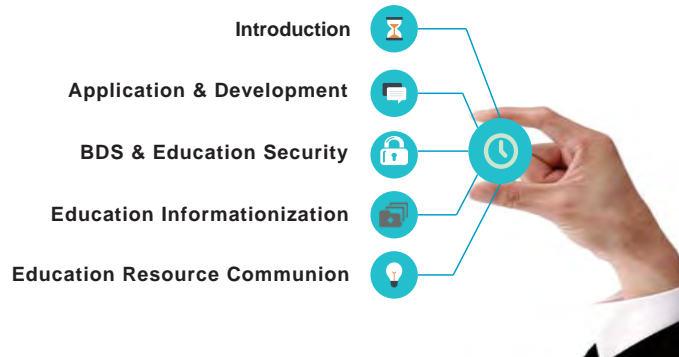 Introduction
Application & Development
BDS & Education Security
Education Informationization
Education Resource Communion